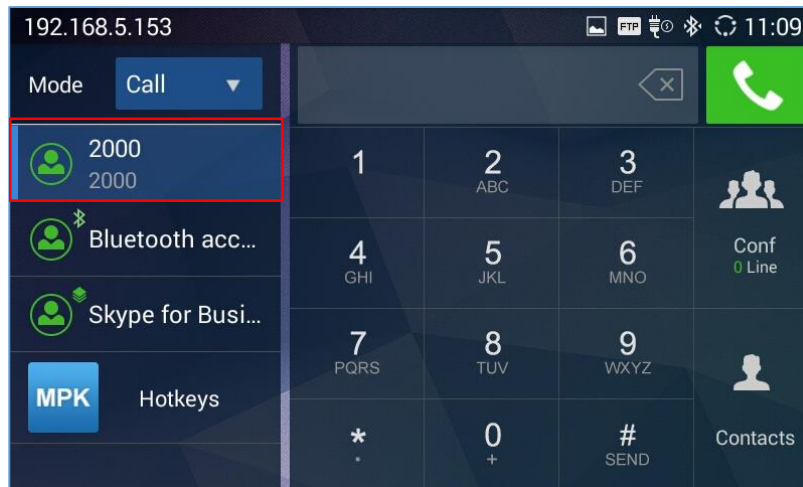 192.168.5.153
FTP
11:09
Mode
Call
2000
2000
Bluetooth acc...
Skype for Busi...
MPK
Hotkeys
1
2
ABC
3
DEF
4
GHI
5
JKL
6
MNO
7
PQRS
8
TUV
9
WXYZ
*
0
+
#
SEND
Conf
0 Line
Contacts